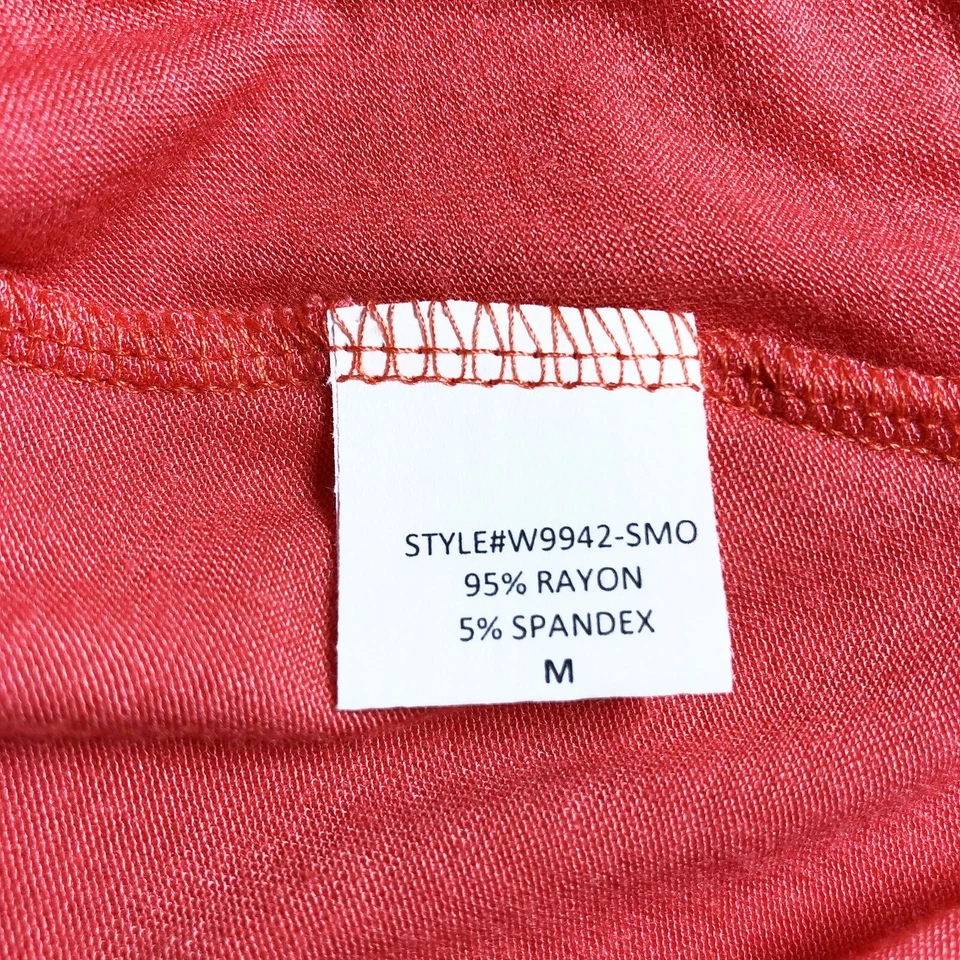 STYLE#W9942-SMO
95% RAYON
5% SPANDEX
M